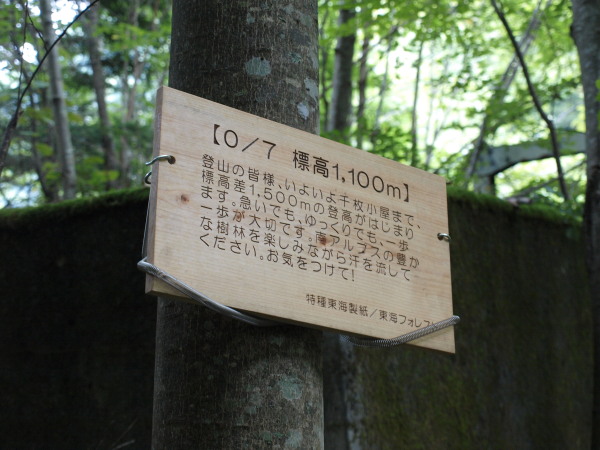 【0/7 標高1,100m】
登山の皆様、いよいよ千枚小屋まで、
標高差1,500mの登高がはじまり
ます。急いでも、ゆっくりでも、一歩
一歩が大切です。南アルプスの豊か
な樹林を楽しみながら汗を流して
ください。お気をつけて!
特種東海製紙/東海フォレスト